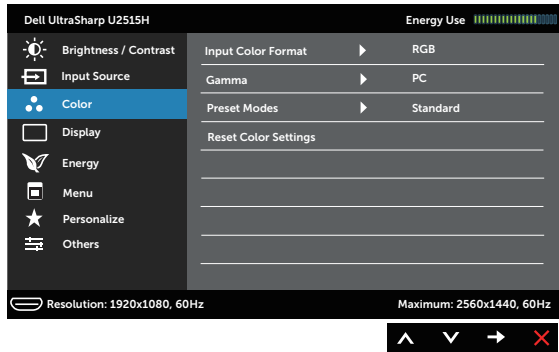 Dell UltraSharp U2515H Energy Use
Brightness / Contrast Input Color Format RGB
Input Source Gamma PC
Color Preset Modes Standard
Display Reset Color Settings
Energy
Menu
Personalize
Others
Resolution: 1920x1080, 60Hz Maximum: 2560x1440, 60Hz